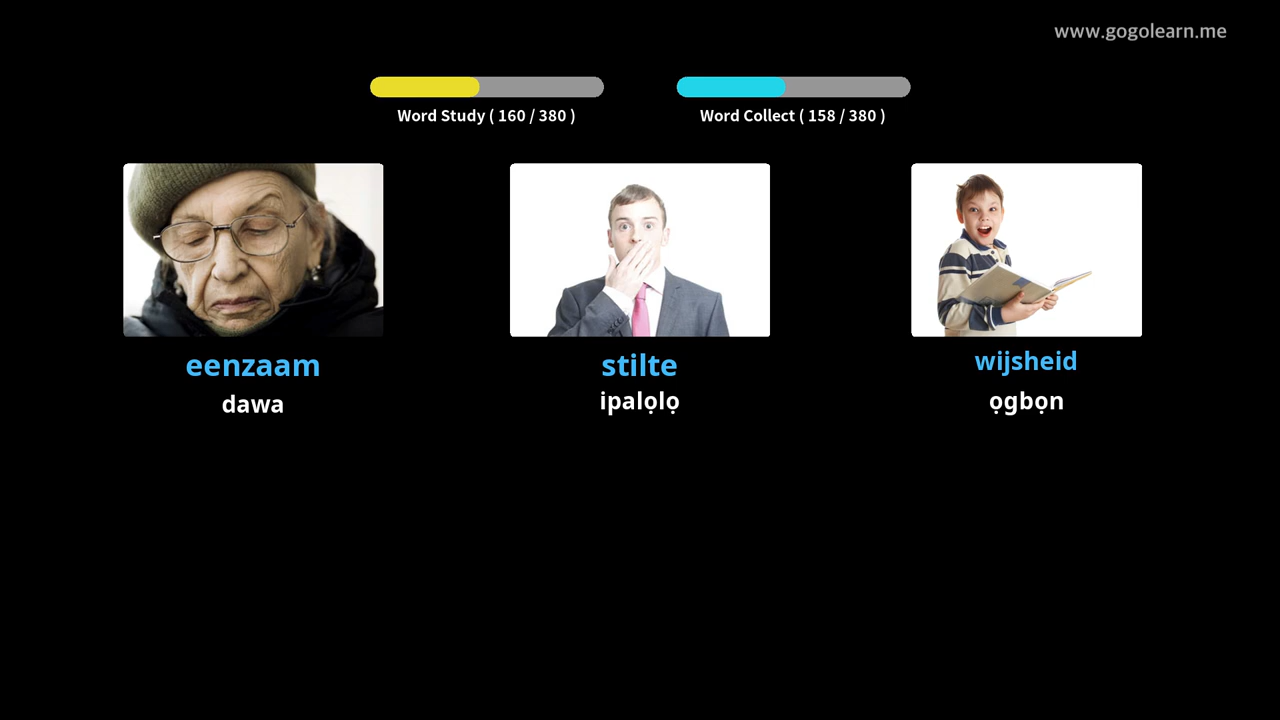 www.gogolearn.me
Word Study ( 160 / 380 )
Word Collect ( 158 / 380 )
eenzaam
dawa
stilte
ipalọlọ
wijsheid
ọgbọn